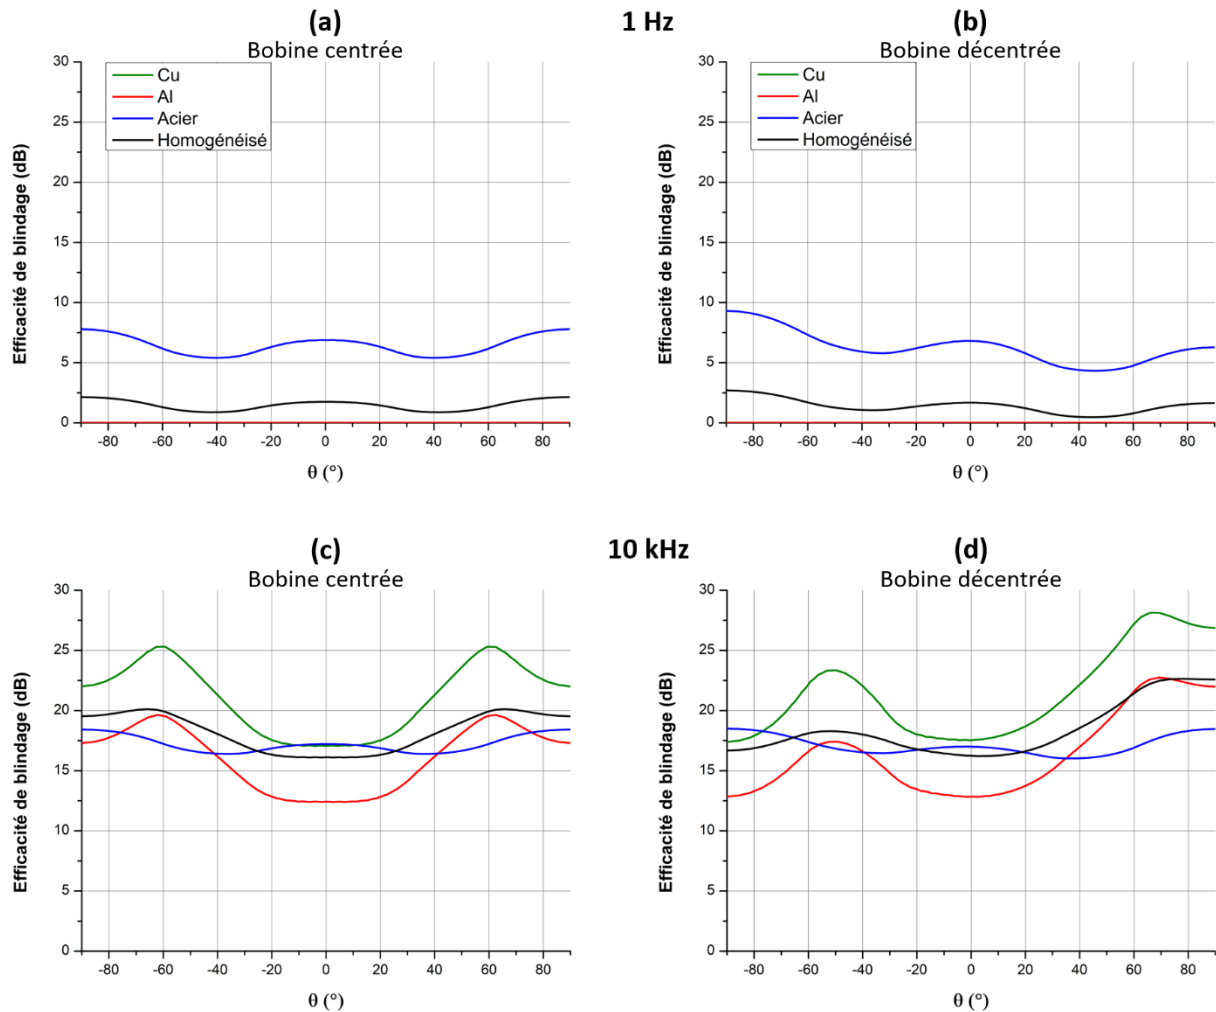 (a)
1 Hz
(b)
Bobine centrée
Bobine décentrée
30
25
20
15
10
5
0
Efficacité de blindage (dB)
Cu
Al
Acier
Homogénéisé
-80 -60 -40 -20 0 20 40 60 80
θ (°)
30
25
20
15
10
5
0
Efficacité de blindage (dB)
Cu
Al
Acier
Homogénéisé
-80 -60 -40 -20 0 20 40 60 80
θ (°)
(c)
10 kHz
(d)
Bobine centrée
Bobine décentrée
30
25
20
15
10
5
0
Efficacité de blindage (dB)
-80 -60 -40 -20 0 20 40 60 80
θ (°)
30
25
20
15
10
5
0
Efficacité de blindage (dB)
-80 -60 -40 -20 0 20 40 60 80
θ (°)